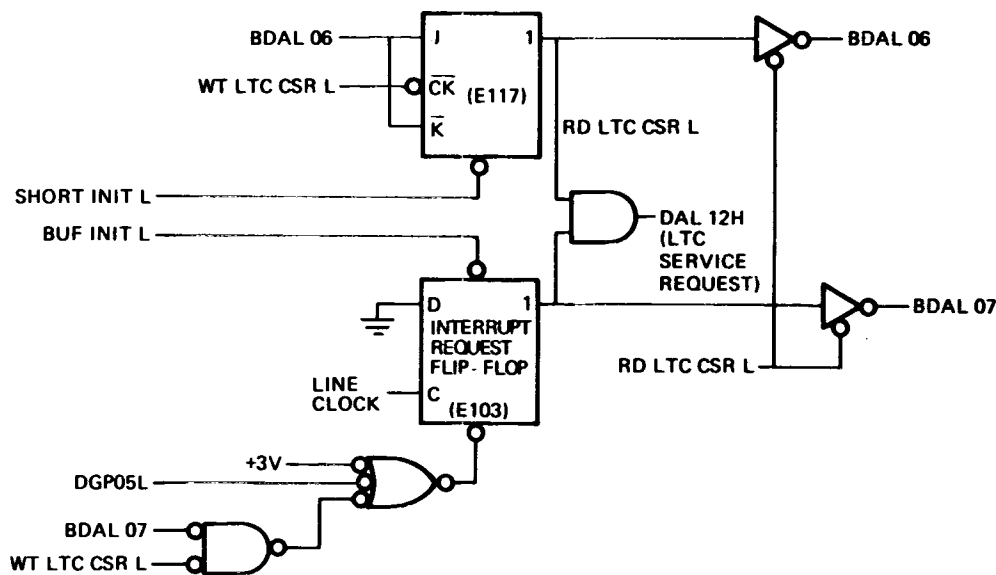 BDAL 06
WT LTC CSR L
J
CK
K
1
(E117)
BDAL 06
RD LTC CSR L
SHORT INIT L
BUF INIT L
DAL 12H
(LTC
SERVICE
REQUEST)
D
1
INTERRUPT
REQUEST
FLIP-FLOP
C
(E103)
LINE
CLOCK
BDAL 07
RD LTC CSR L
+3V
DGP05L
BDAL 07
WT LTC CSR L